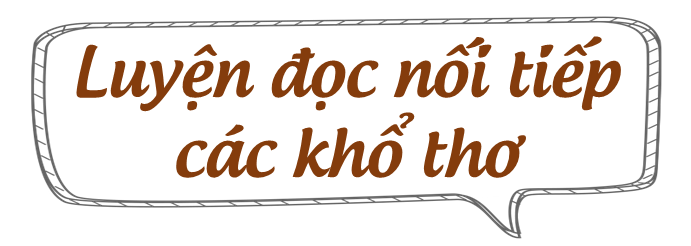 Luyện đọc nối tiếp
các khổ thơ